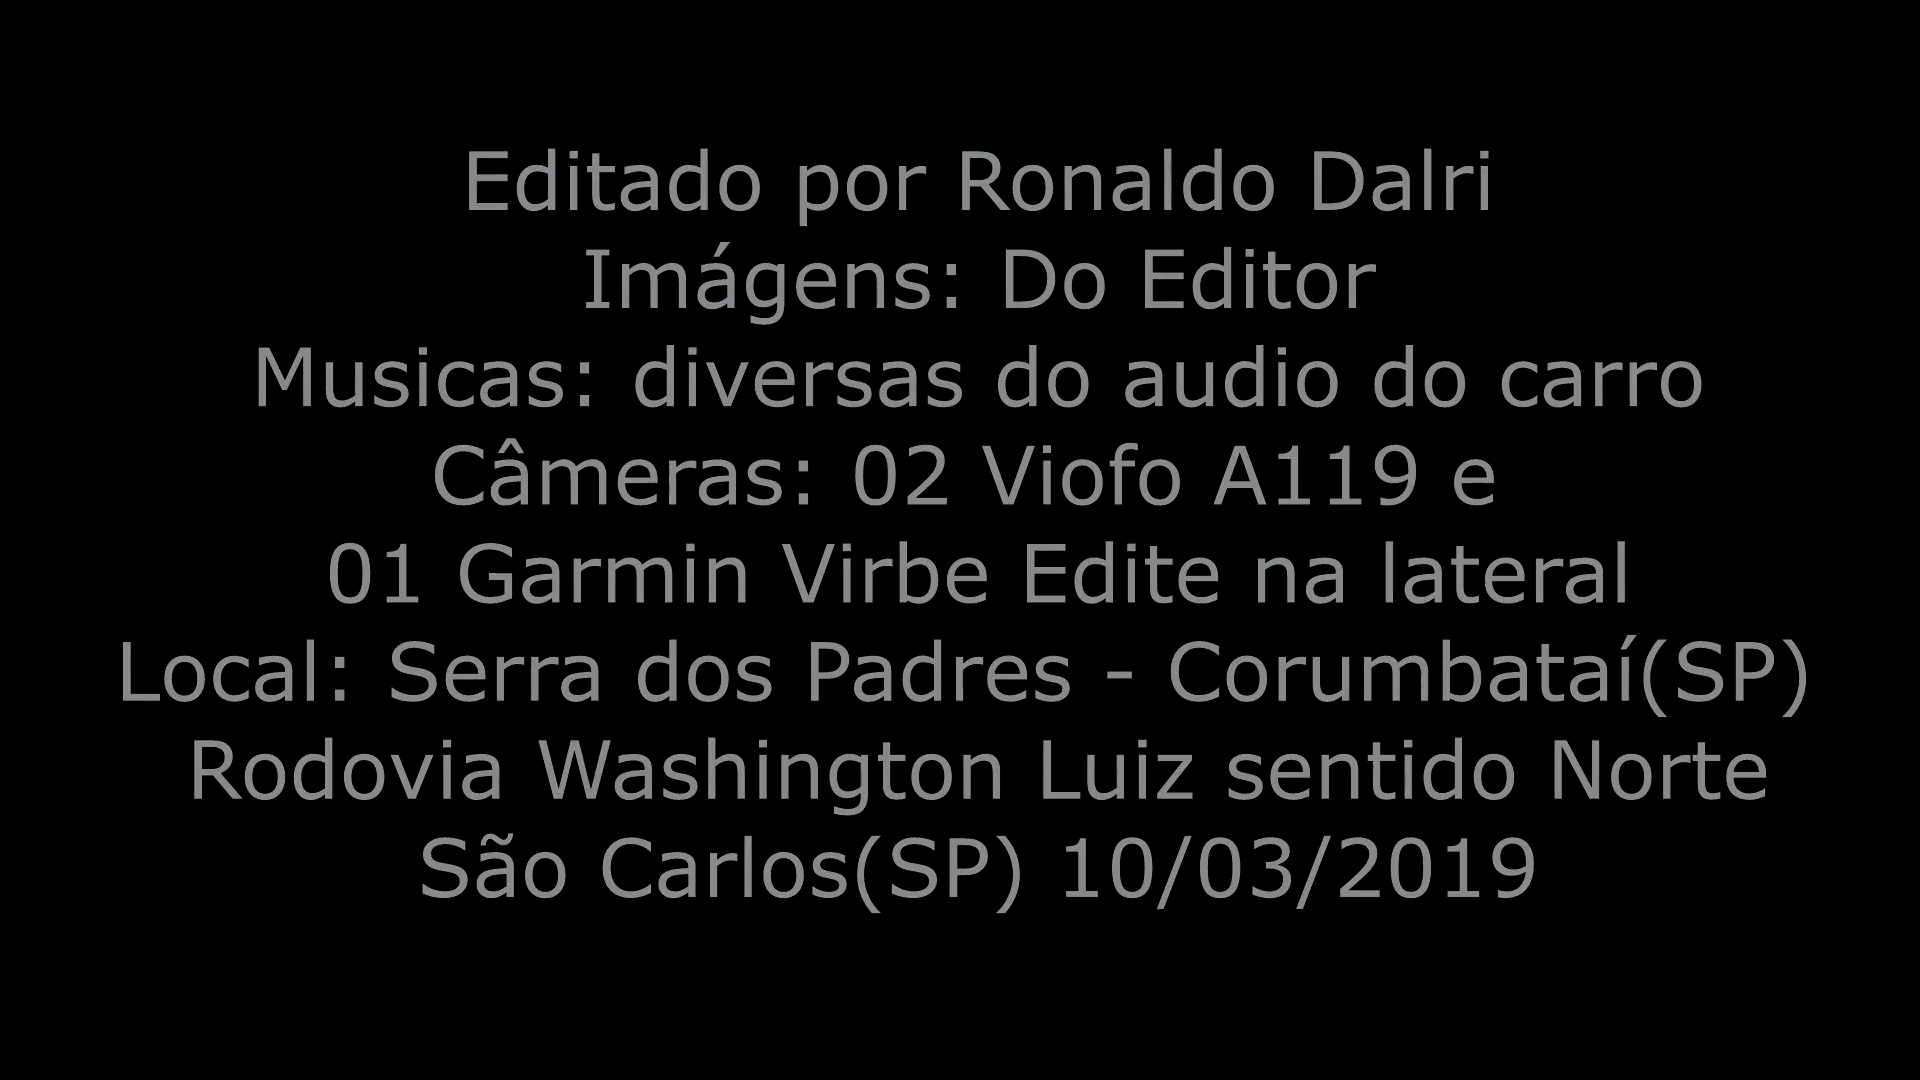 Editado por Ronaldo Dalri
Imágens: Do Editor
Musicas: diversas do audio do carro
Câmeras: 02 Viofo A119 e
01 Garmin Virbe Edite na lateral
Local: Serra dos Padres - Corumbataí(SP)
Rodovia Washington Luiz sentido Norte
São Carlos(SP) 10/03/2019